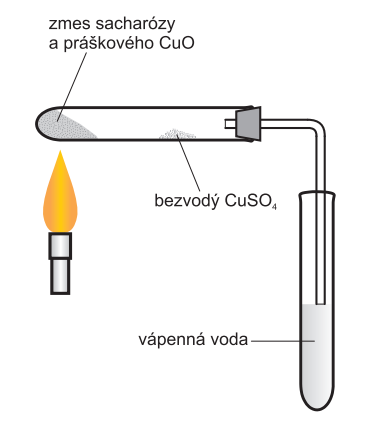 zmes sacharózy
a práškového CuO
bezvodý CuSO₄
vápenná voda